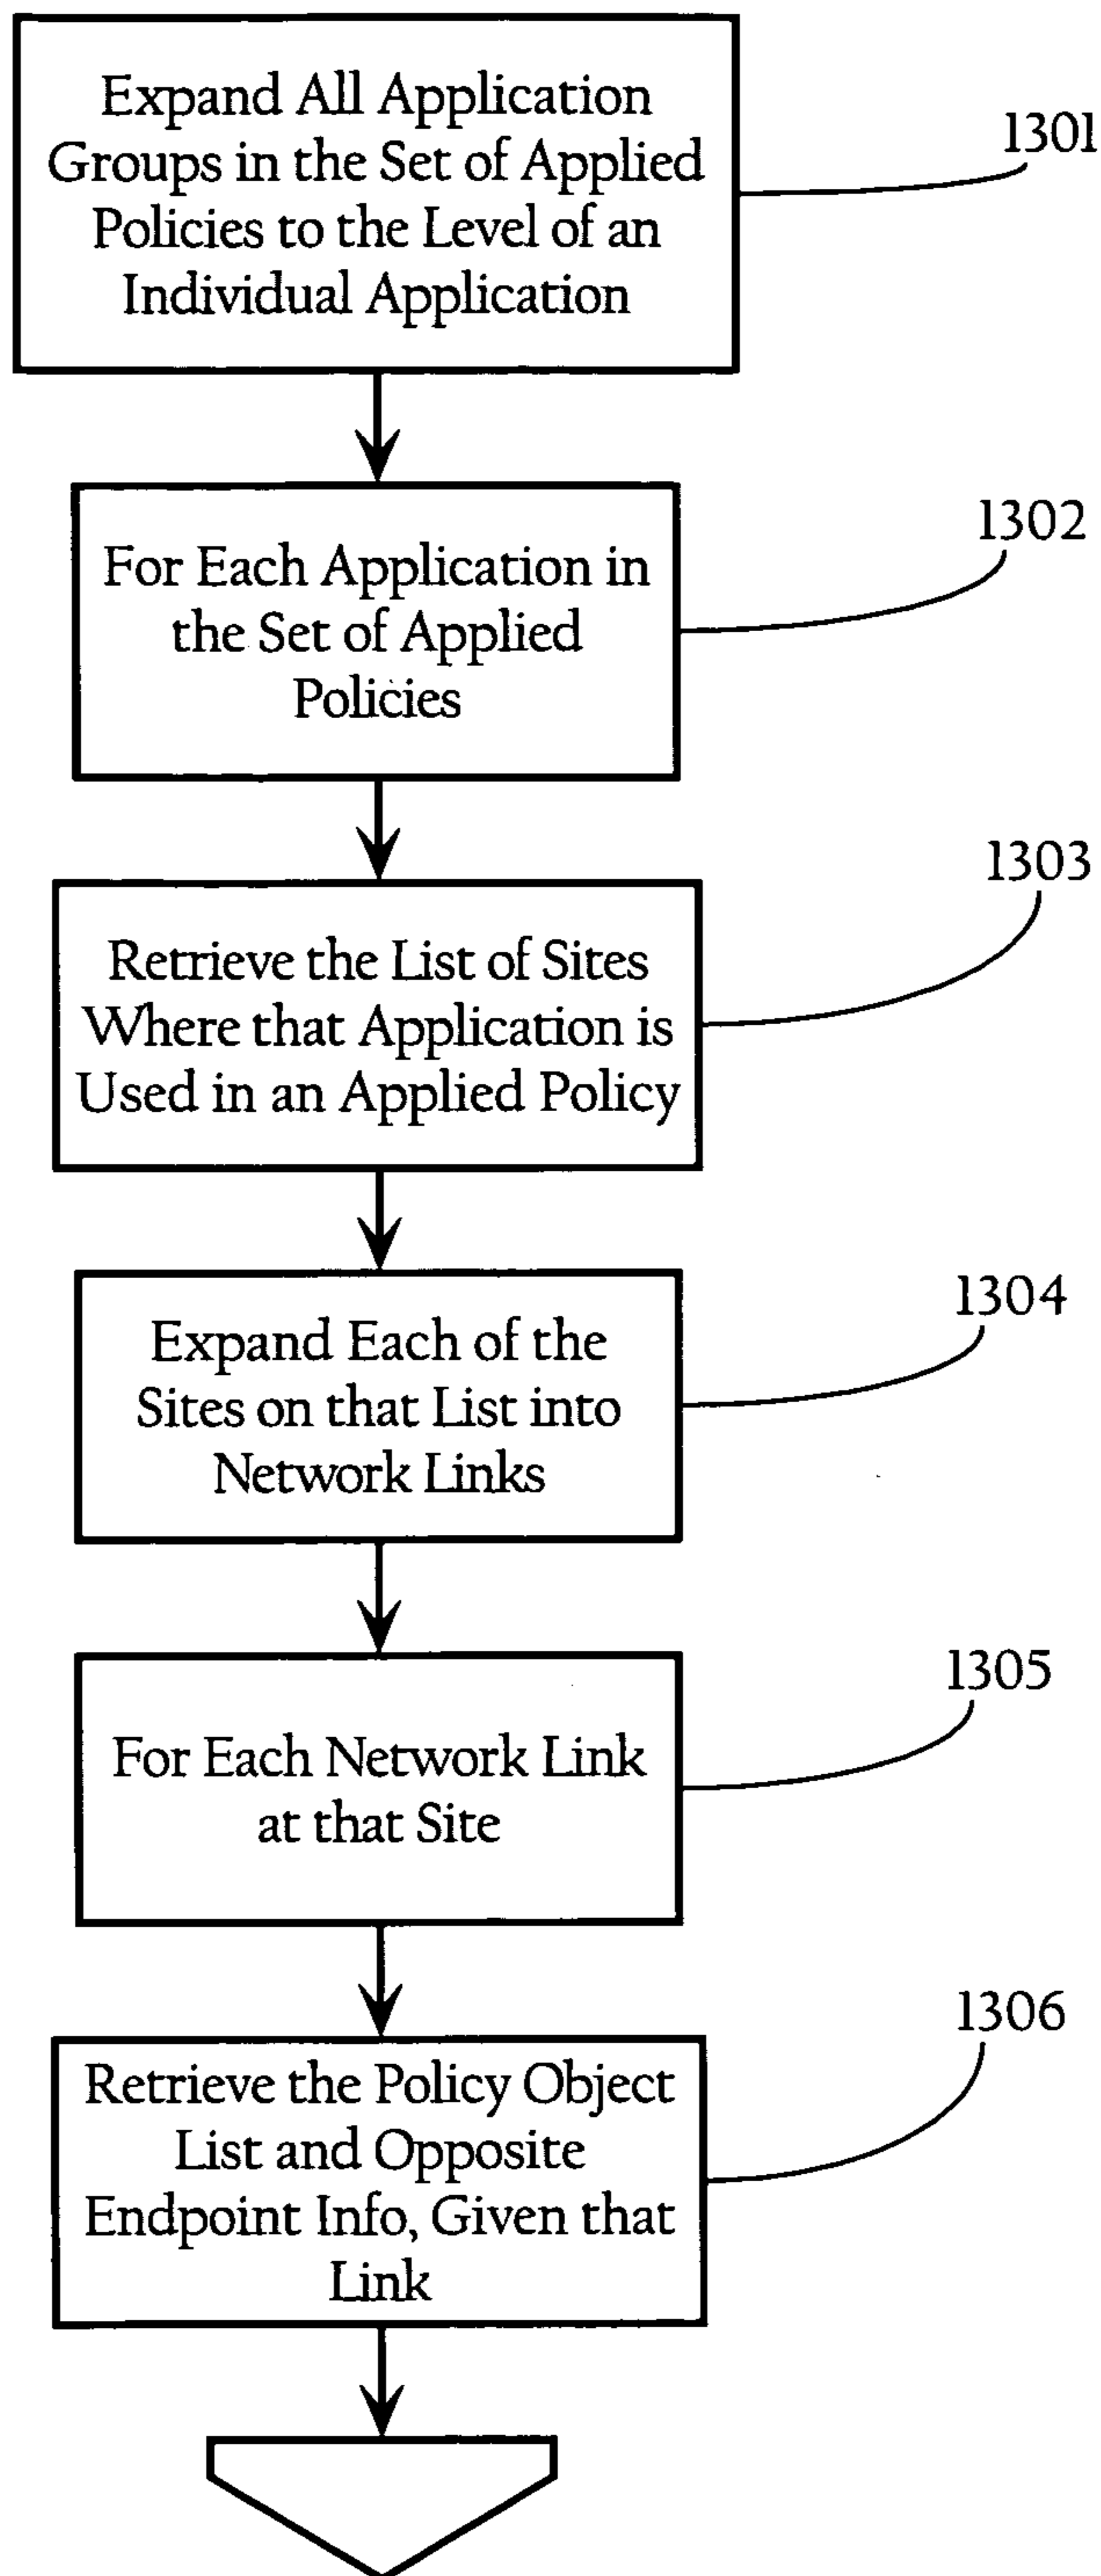 Expand All Application
Groups in the Set of Applied
Policies to the Level of an
Individual Application
1301
For Each Application in
the Set of Applied
Policies
1302
Retrieve the List of Sites
Where that Application is
Used in an Applied Policy
1303
Expand Each of the
Sites on that List into
Network Links
1304
For Each Network Link
at that Site
1305
Retrieve the Policy Object
List and Opposite
Endpoint Info, Given that
Link
1306